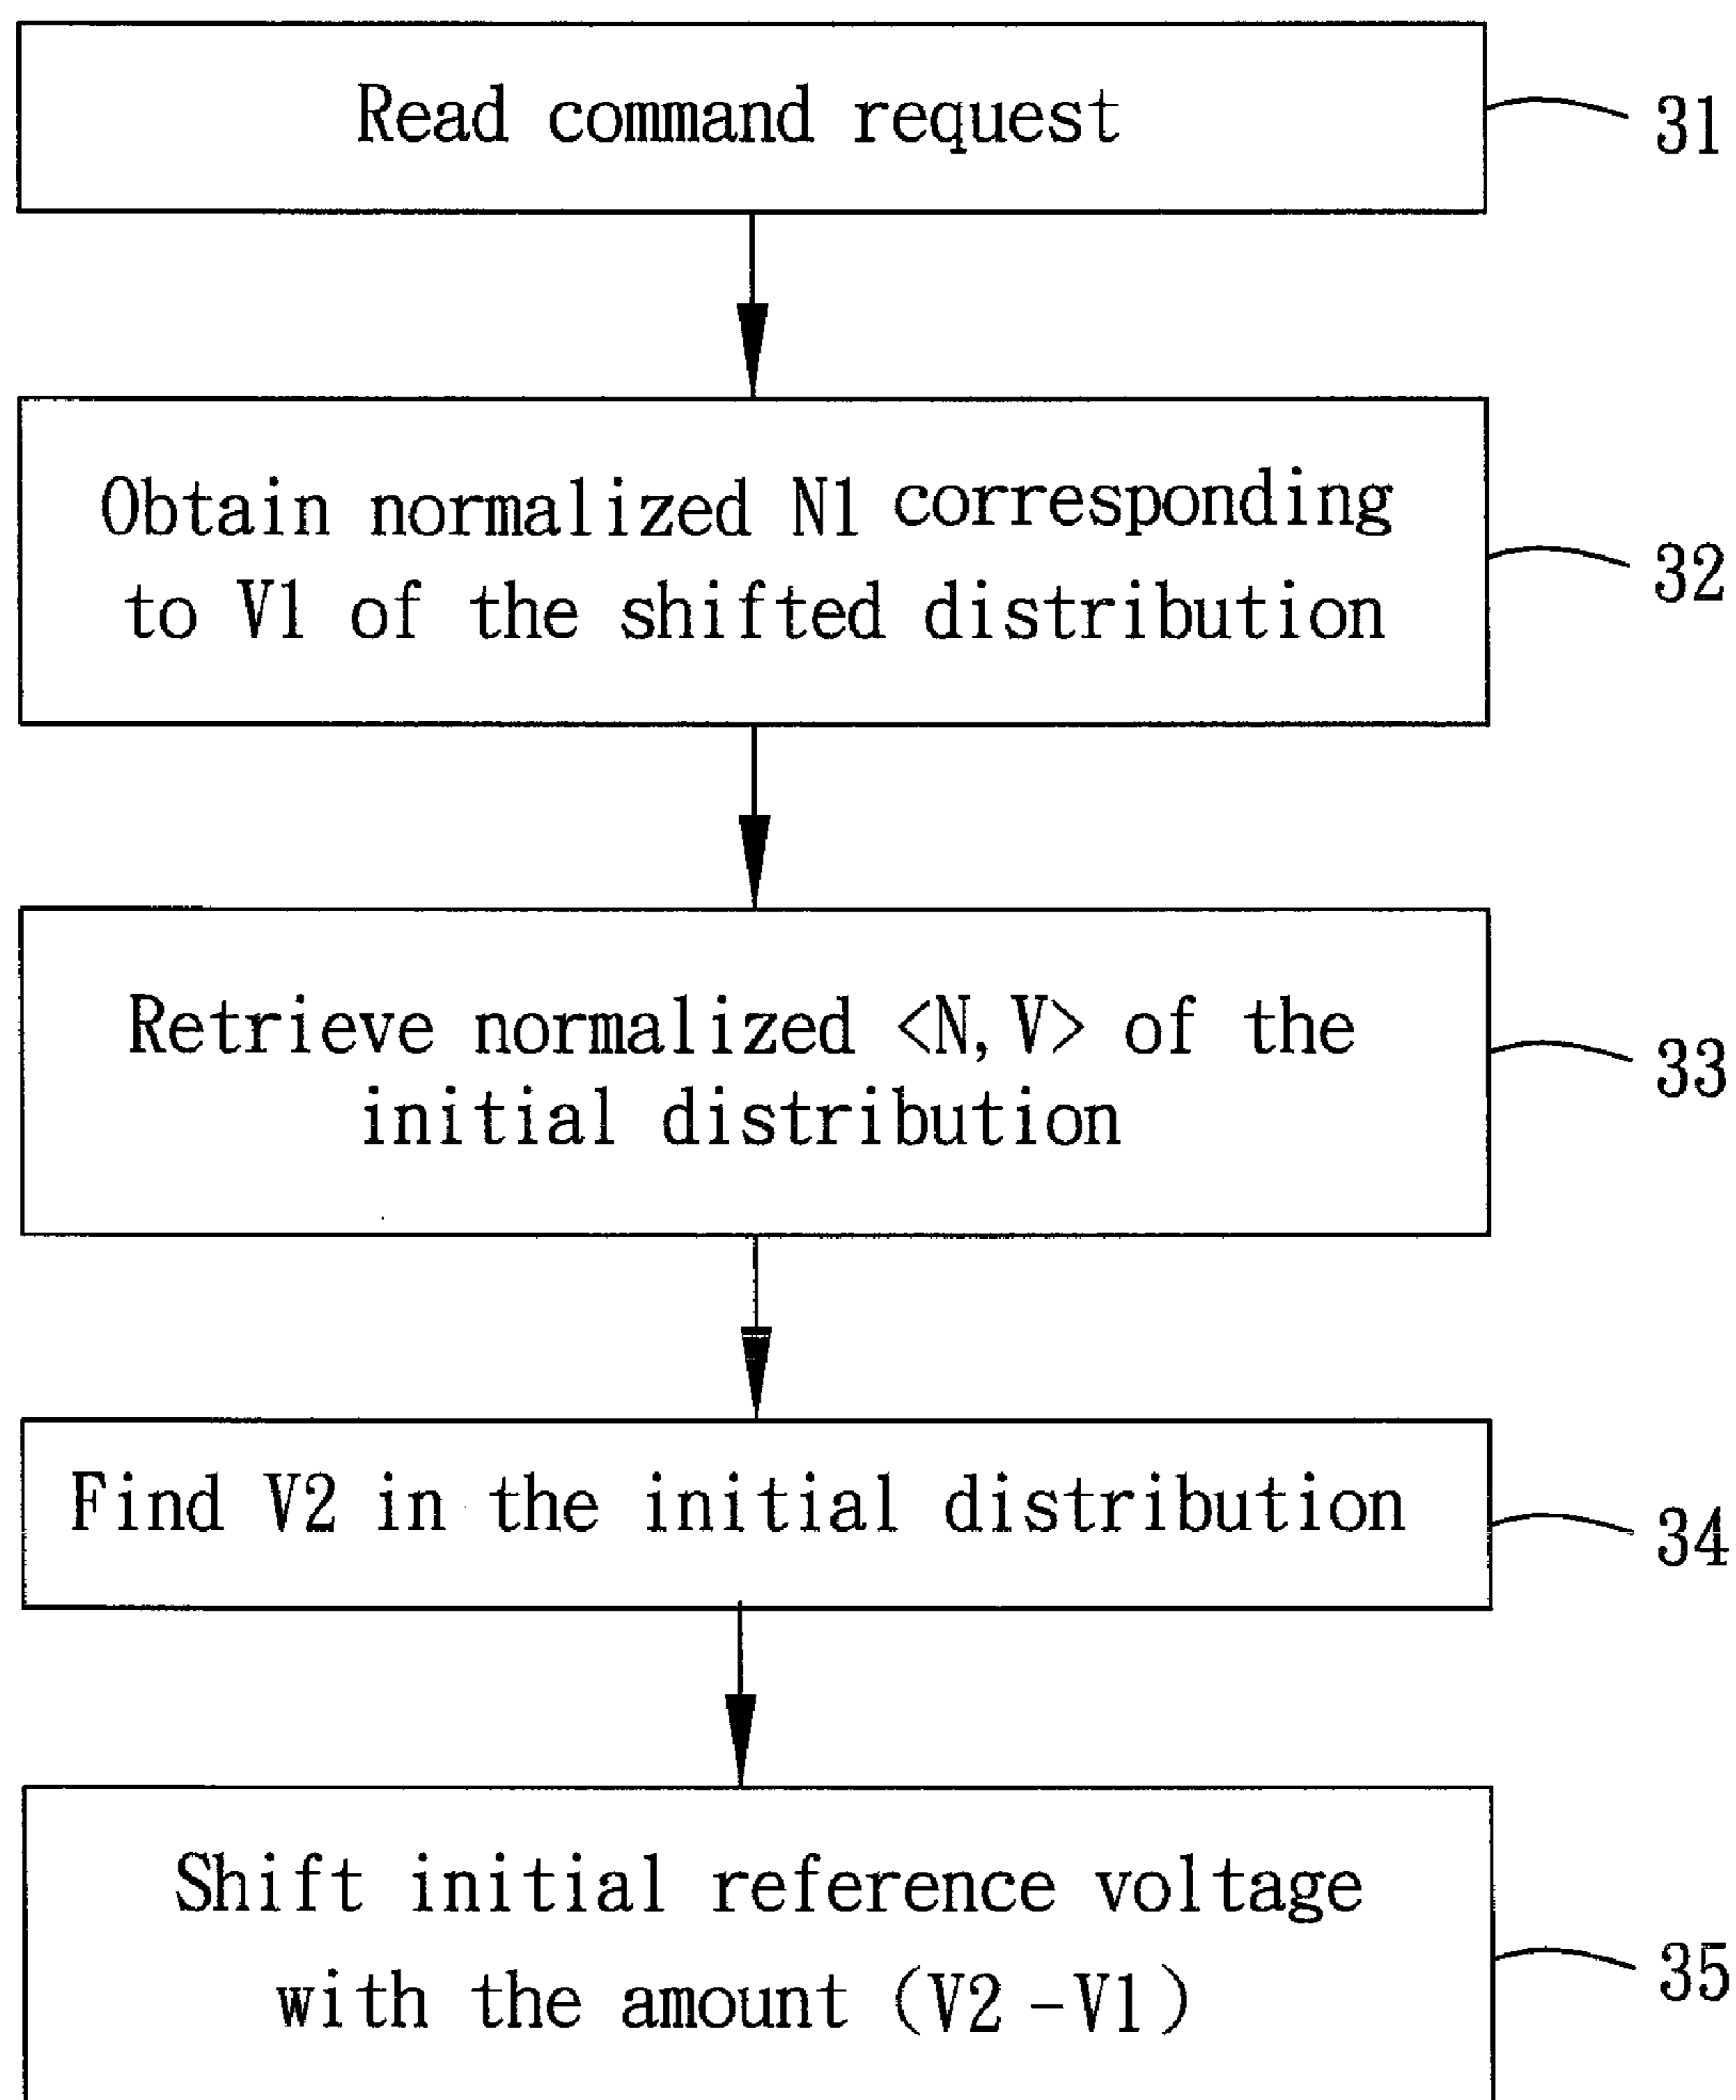 Read command request
31
Obtain normalized N1 corresponding
to V1 of the shifted distribution
32
Retrieve normalized <N, V> of the
initial distribution
33
Find V2 in the initial distribution
34
Shift initial reference voltage
with the amount (V2 -V1)
35